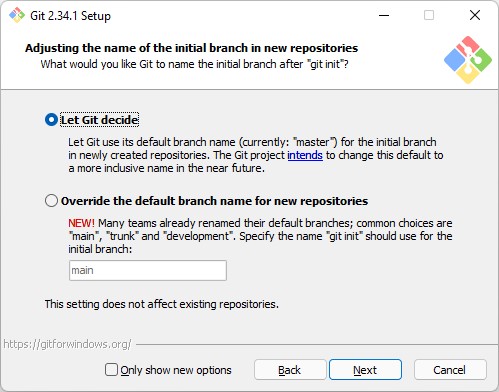 Git 2.34.1 Setup
Adjusting the name of the initial branch in new repositories
What would you like Git to name the initial branch after "git init"?
Let Git decide
Let Git use its default branch name (currently: "master") for the initial branch
in newly created repositories. The Git project intends to change this default to
a more inclusive name in the near future.
Override the default branch name for new repositories
NEW! Many teams already renamed their default branches; common choices are
"main", "trunk" and "development". Specify the name "git init" should use for the
initial branch:
main
This setting does not affect existing repositories.
https://gitforwindows.org/
Only show new options
Back
Next
Cancel